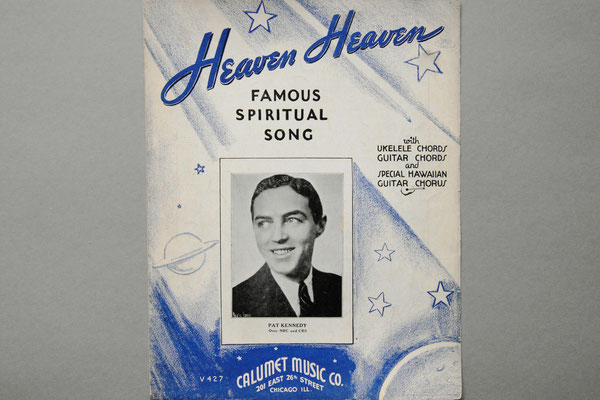 Heaven Heaven
FAMOUS
SPIRITUAL
SONG
with
UKELELE CHORDS
GUITAR CHORDS
and
SPECIAL HAWAIIAN
GUITAR CHORUS
PAT KENNEDY
Over NBC and CBS
V 427
CALUMET MUSIC CO.
201 EAST 26TH STREET
CHICAGO ILL.